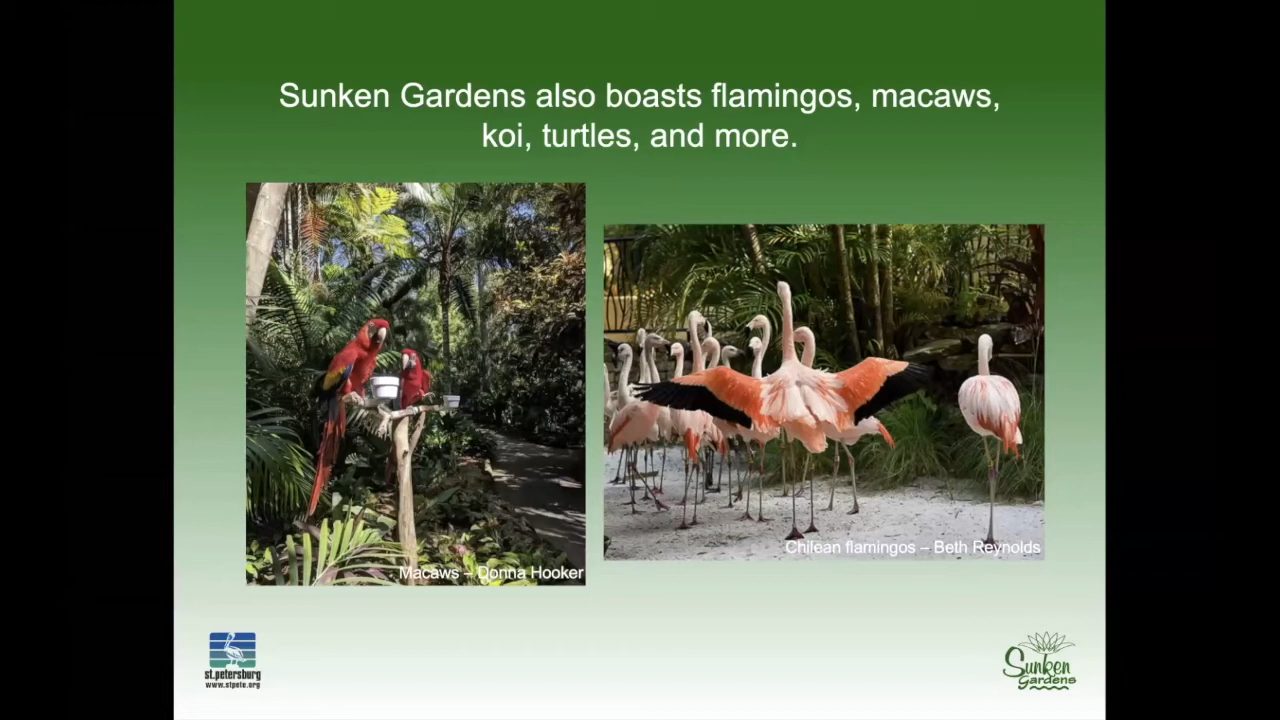 Sunken Gardens also boasts flamingos, macaws,
koi, turtles, and more.
Chilean flamingos – Beth Reynolds
Macaws – Donna Hooker
st.petersburg
www.stpete.org
Sunken
Gardens